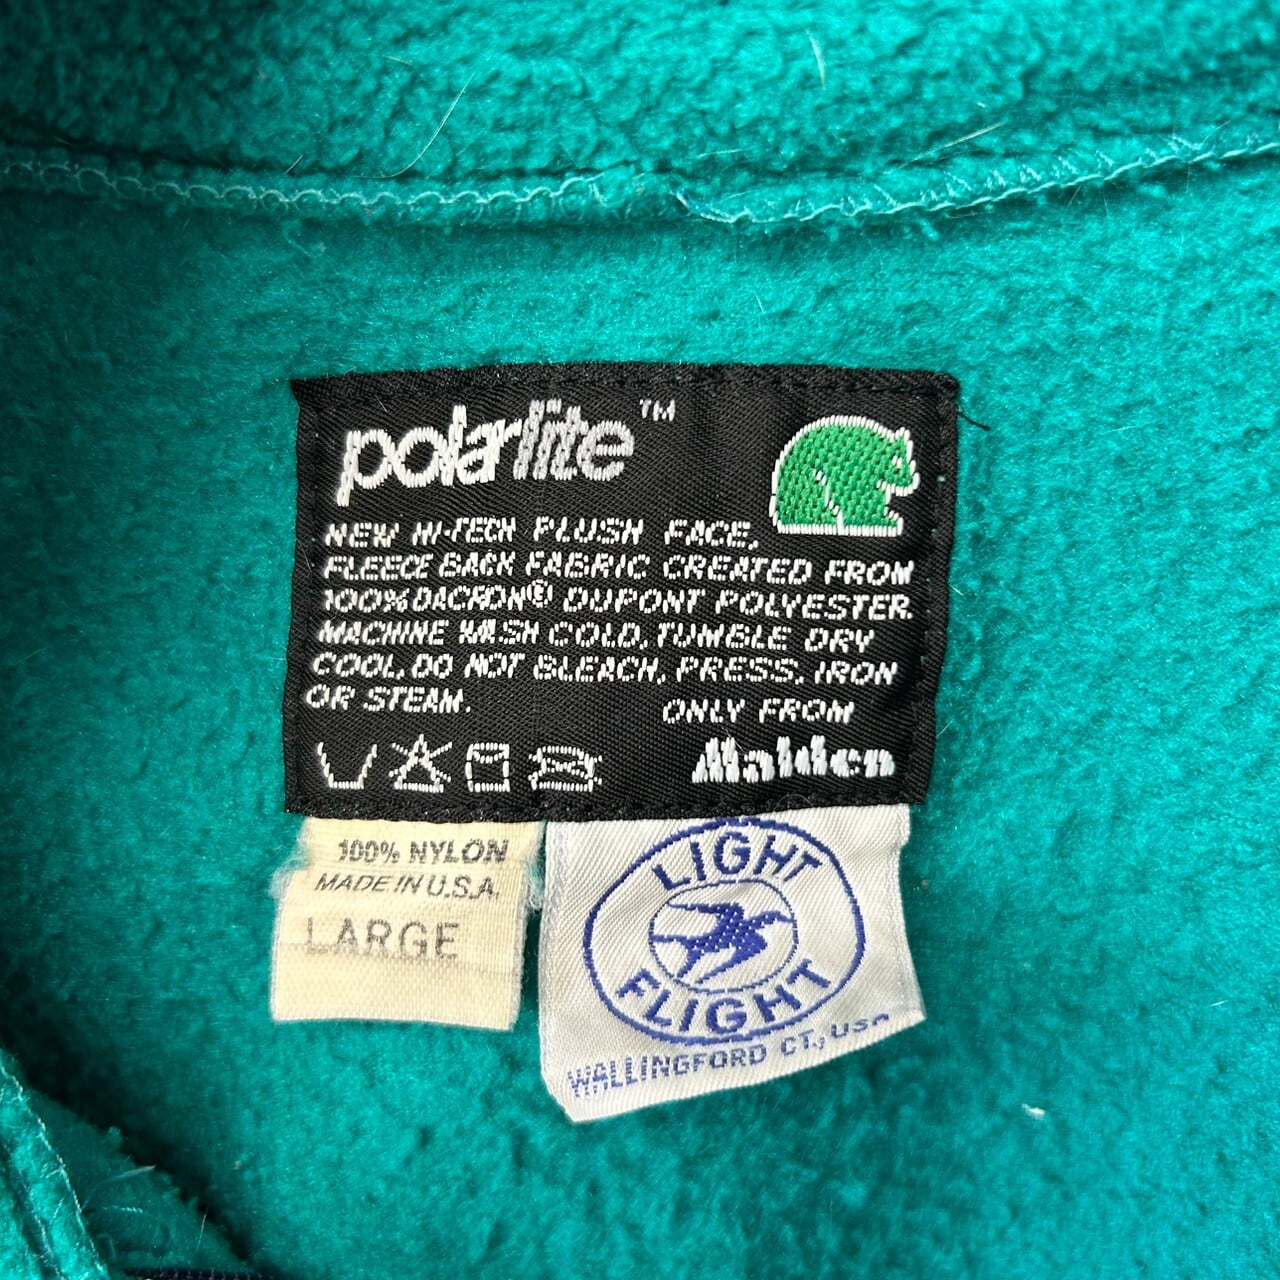 polarlite™
NEW HI-TECH PLUSH FACE,
FLEECE BACK FABRIC CREATED FROM
100% DACRON® DUPONT POLYESTER.
MACHINE WASH COLD, TUMBLE DRY
COOL, DO NOT BLEACH, PRESS, IRON
OR STEAM.
ONLY FROM
Malden
100% NYLON
MADE IN U.S.A.
LARGE
LIGHT
FLIGHT
WALLINGFORD CT., USA